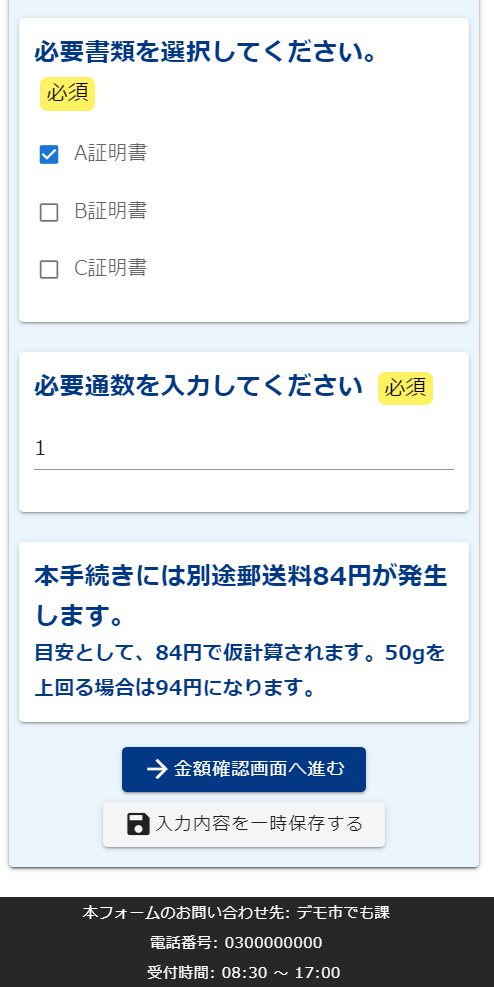 必要書類を選択してください。
必須
A証明書
B証明書
C証明書
必要通数を入力してください 必須
1
本手続きには別途郵送料84円が発生
します。
目安として、84円で仮計算されます。50gを
上回る場合は94円になります。
金額確認画面へ進む
入力内容を一時保存する
本フォームのお問い合わせ先: デモ市でも課
電話番号: 0300000000
受付時間: 08:30 ～ 17:00